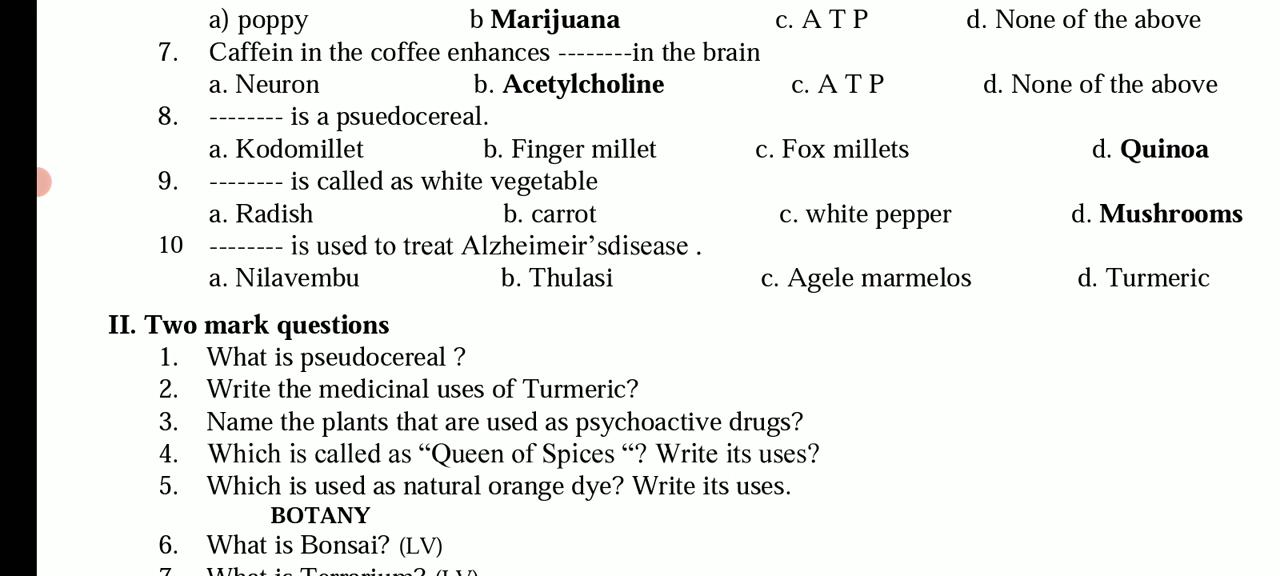 a) poppy b Marijuana c. A T P d. None of the above
7. Caffein in the coffee enhances --------in the brain
a. Neuron b. Acetylcholine c. A T P d. None of the above
8. -------- is a psuedocereal.
a. Kodomillet b. Finger millet c. Fox millets d. Quinoa
9. -------- is called as white vegetable
a. Radish b. carrot c. white pepper d. Mushrooms
10 -------- is used to treat Alzheimeir’sdisease .
a. Nilavembu b. Thulasi c. Agele marmelos d. Turmeric
II. Two mark questions
1. What is pseudocereal ?
2. Write the medicinal uses of Turmeric?
3. Name the plants that are used as psychoactive drugs?
4. Which is called as “Queen of Spices “? Write its uses?
5. Which is used as natural orange dye? Write its uses.
BOTANY
6. What is Bonsai? (LV)
7. What is Terrarium? (LV)